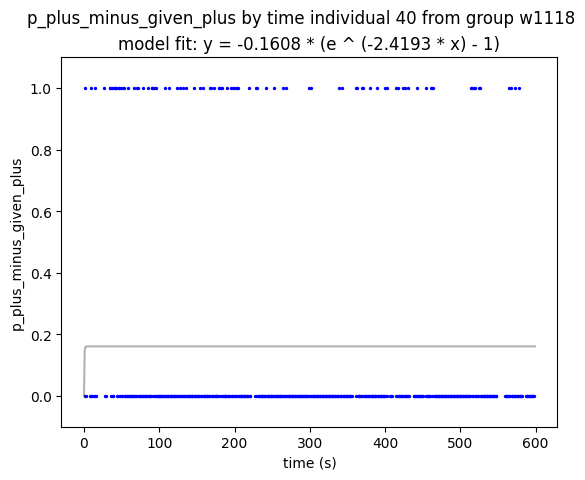 p_plus_minus_given_plus by time individual 40 from group w1118
model fit: y = -0.1608 * (e ^ (-2.4193 * x) - 1)
1.0
0.8
0.6
0.4
0.2
0.0
p_plus_minus_given_plus
0 100 200 300 400 500 600
time (s)